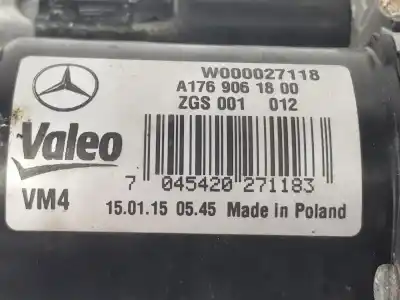 W000027118
A176 906 18 00
ZGS 001 012
Valeo
7 045420 271183
VM4 15.01.15 05.45 Made in Poland